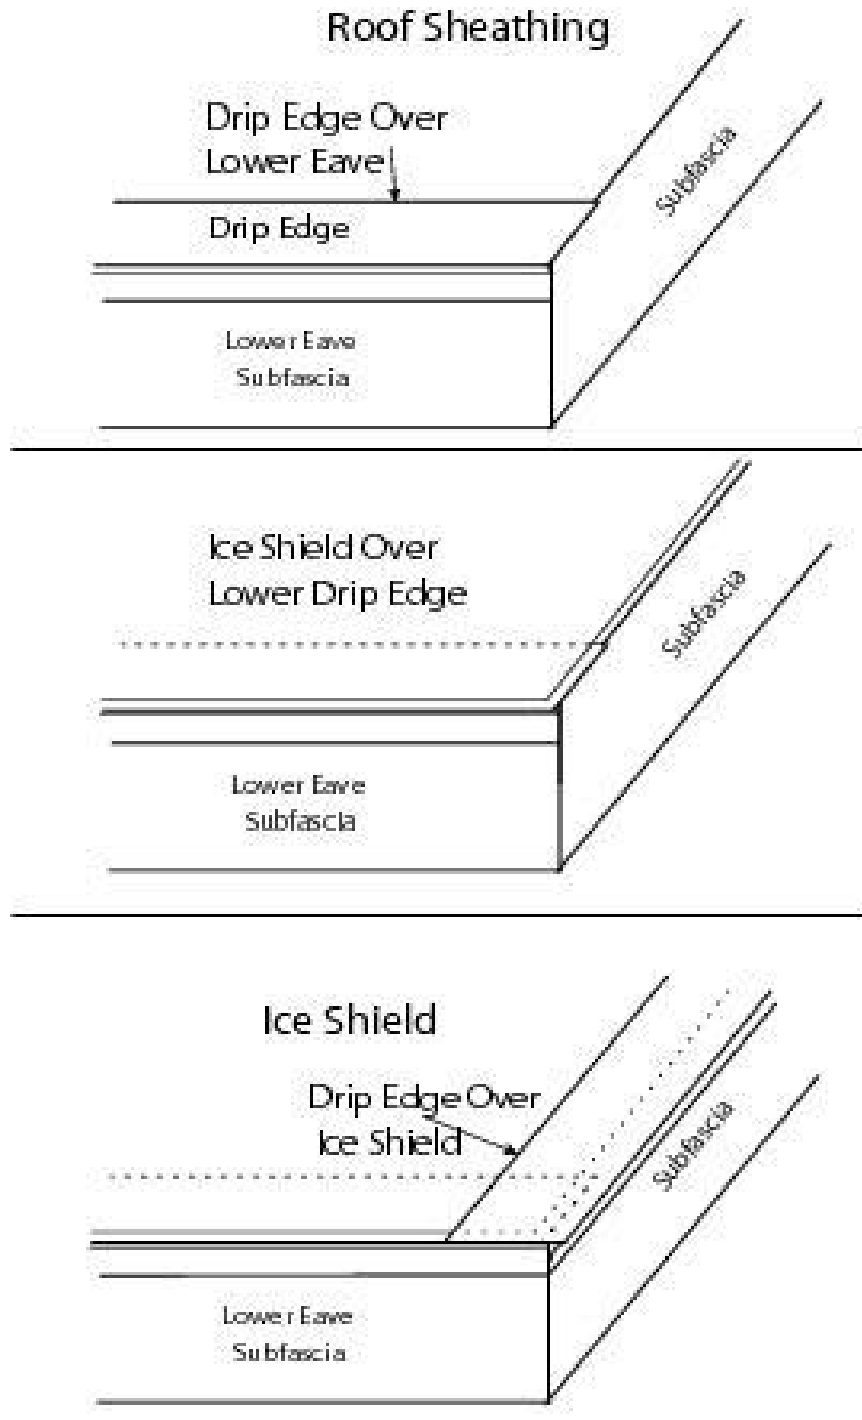 Roof Sheathing
Drip Edge Over
Lower Eave
Drip Edge
Subfascia
Lower Eave
Subfascia
Ice Shield Over
Lower Drip Edge
Subfascia
Lower Eave
Subfascia
Ice Shield
Drip Edge Over
Ice Shield
Subfascia
Lower Eave
Subfascia